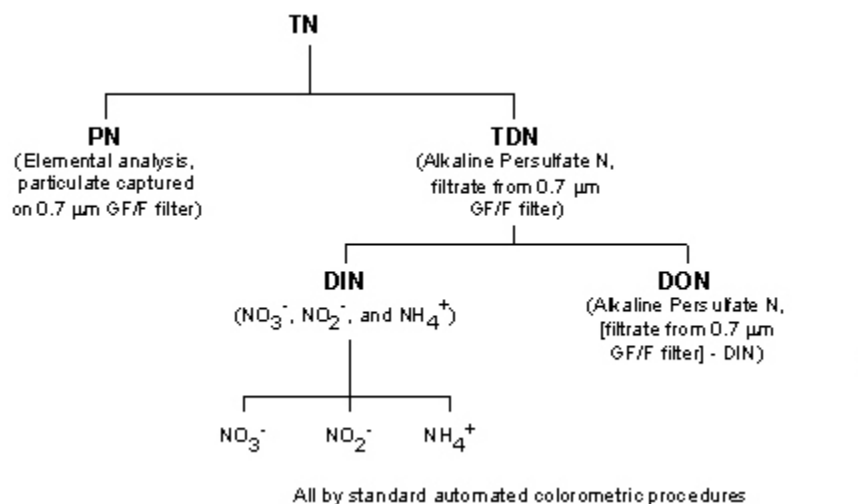 TN
PN
(Elemental analysis,
particulate captured
on 0.7 µm GF/F filter)
TDN
(Alkaline Persulfate N,
filtrate from 0.7 µm
GF/F filter)
DIN
(NO₃⁻, NO₂⁻, and NH₄⁺)
DON
(Alkaline Persulfate N,
[filtrate from 0.7 µm
GF/F filter] - DIN)
NO₃⁻ NO₂⁻ NH₄⁺
All by standard automated colorometric procedures